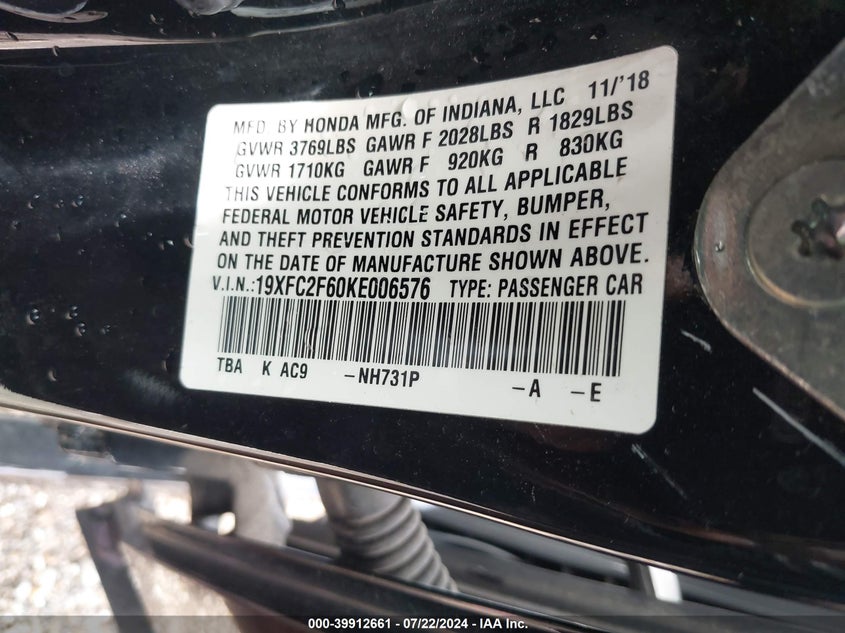 MFD. BY HONDA MFG. OF INDIANA, LLC 11/'18
GVWR 3769LBS GAWR F 2028LBS R 1829LBS
GVWR 1710KG GAWR F 920KG R 830KG
THIS VEHICLE CONFORMS TO ALL APPLICABLE
FEDERAL MOTOR VEHICLE SAFETY, BUMPER,
AND THEFT PREVENTION STANDARDS IN EFFECT
ON THE DATE OF MANUFACTURE SHOWN ABOVE.
V.I.N.:19XFC2F60KE006576 TYPE: PASSENGER CAR
TBA K AC9 -NH731P -A -E
000-39912661 - 07/22/2024 - IAA Inc.